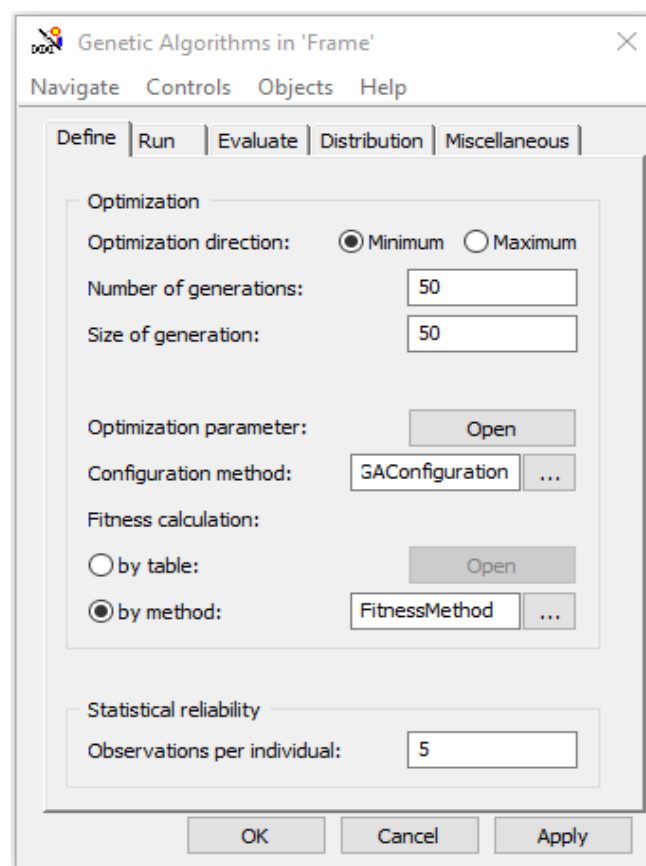 Genetic Algorithms in 'Frame'
Navigate Controls Objects Help
Define Run Evaluate Distribution Miscellaneous
Optimization
Optimization direction: Minimum Maximum
Number of generations: 50
Size of generation: 50
Optimization parameter: Open
Configuration method: GAConfiguration ...
Fitness calculation:
by table: Open
by method: FitnessMethod ...
Statistical reliability
Observations per individual: 5
OK Cancel Apply